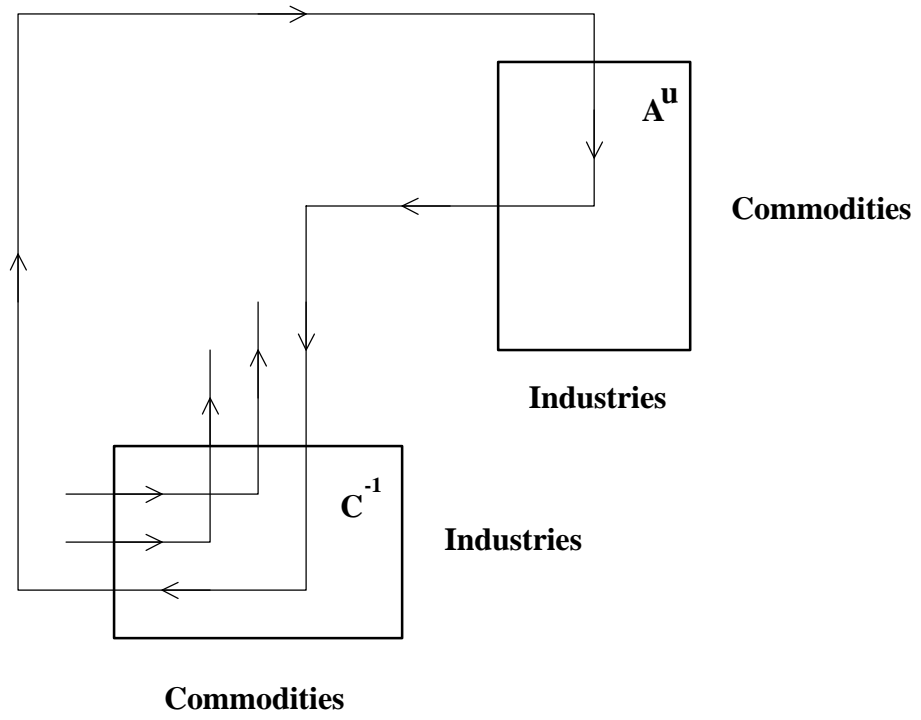 A^u
Commodities
Industries
C^-1
Industries
Commodities